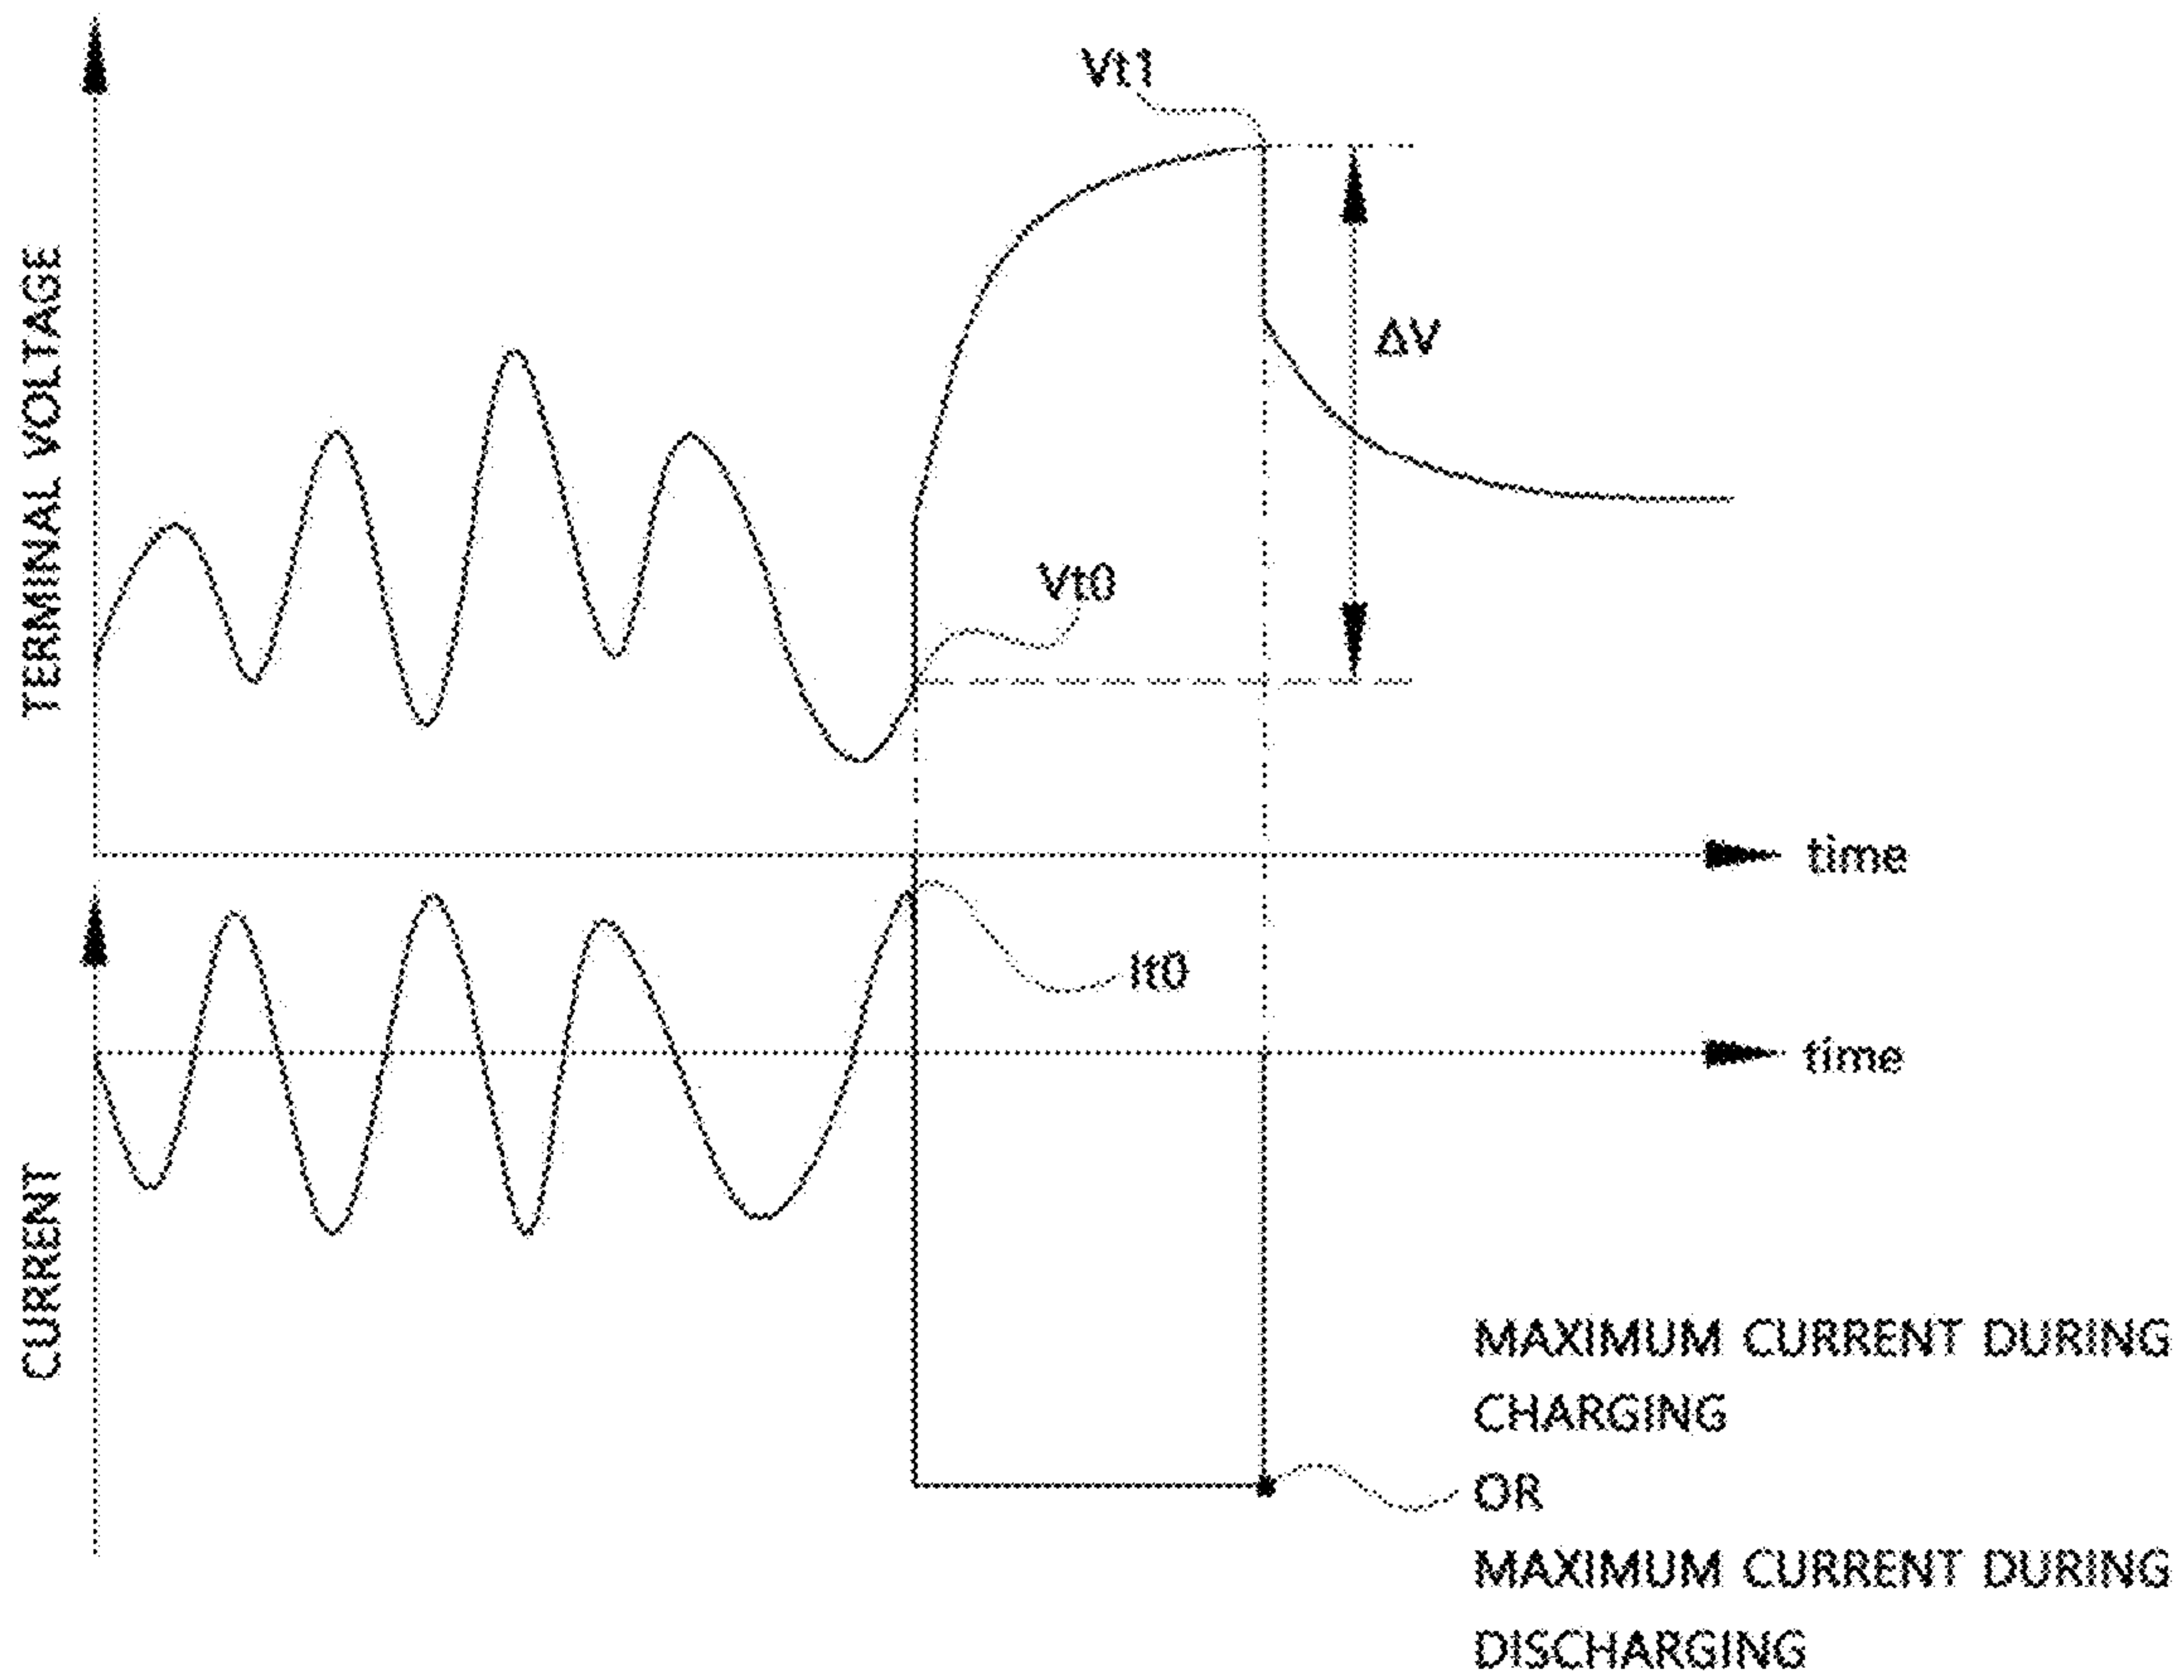 Vt1
TERMINAL VOLTAGE
ΔV
Vt0
time
It0
time
CURRENT
MAXIMUM CURRENT DURING
CHARGING
OR
MAXIMUM CURRENT DURING
DISCHARGING